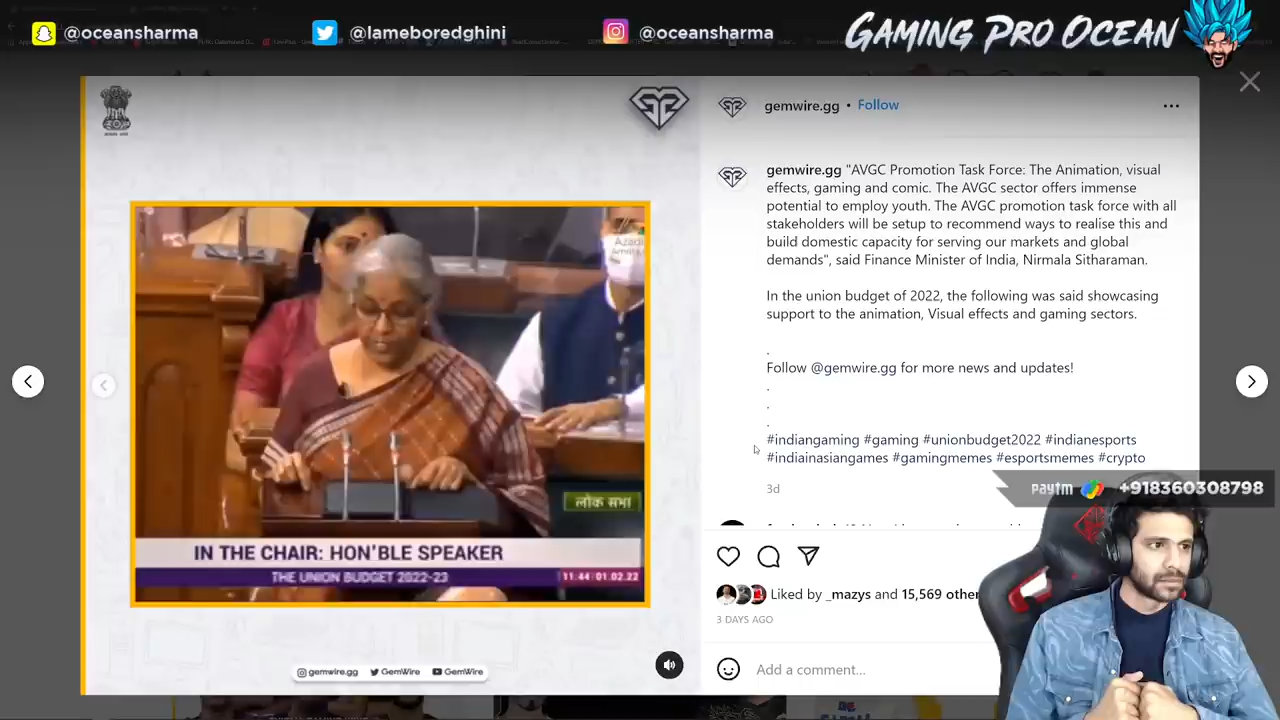 @oceansharma
@lameboredghini
@oceansharma
GAMING PRO OCEAN
gemwire.gg • Follow
gemwire.gg "AVGC Promotion Task Force: The Animation, visual
effects, gaming and comic. The AVGC sector offers immense
potential to employ youth. The AVGC promotion task force with all
stakeholders will be setup to recommend ways to realise this and
build domestic capacity for serving our markets and global
demands", said Finance Minister of India, Nirmala Sitharaman.
In the union budget of 2022, the following was said showcasing
support to the animation, Visual effects and gaming sectors.
.
Follow @gemwire.gg for more news and updates!
.
.
.
#indiangaming #gaming #unionbudget2022 #indianesports
#indiainasiangames #gamingmemes #esportsmemes #crypto
3d
Liked by _mazys and 15,569 other
3 DAYS AGO
Add a comment...
paytm +918360308798
Azadi
लोक सभा
IN THE CHAIR: HON'BLE SPEAKER
THE UNION BUDGET 2022-23
11:44:01.02.22
gemwire.gg GemWire GemWire